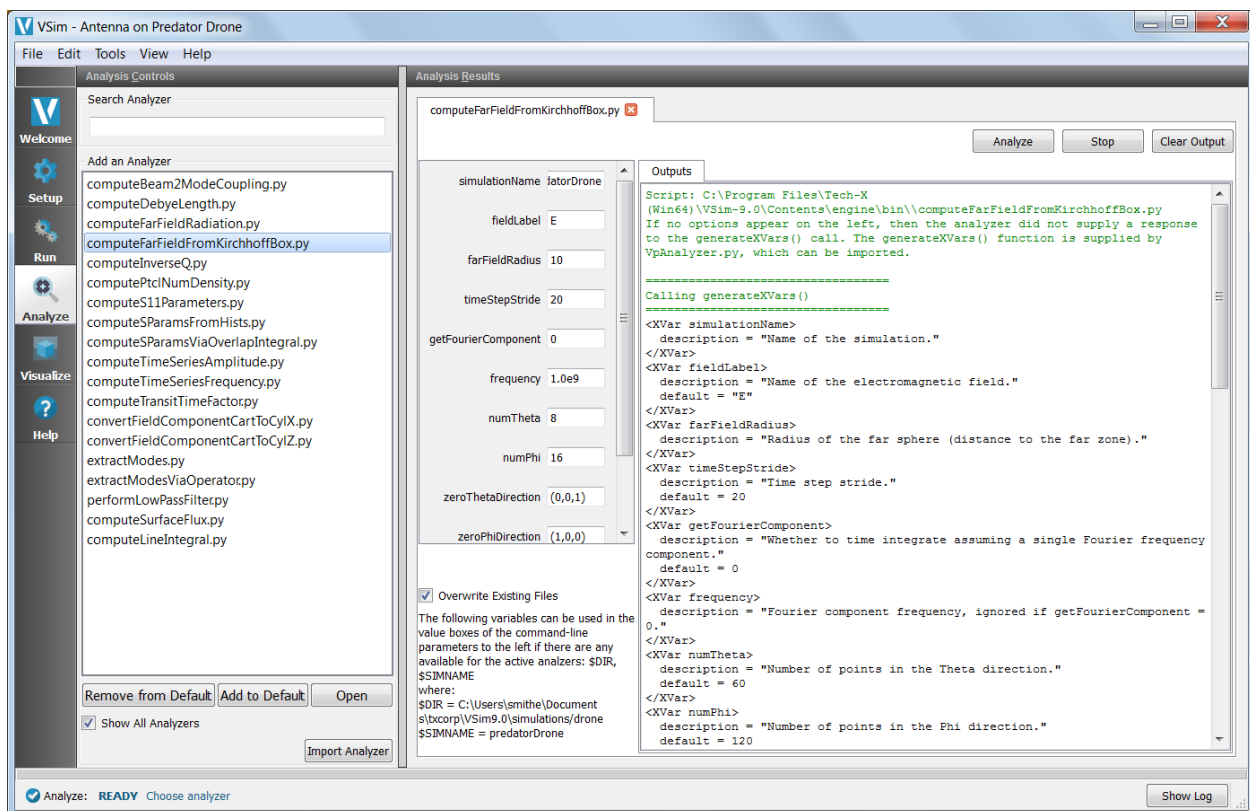 VSim - Antenna on Predator Drone
File Edit Tools View Help
Analysis Controls
Search Analyzer
Welcome
Setup
Run
Analyze
Visualize
Help
Add an Analyzer
computeBeam2ModeCoupling.py
computeDebyeLength.py
computeFarFieldRadiation.py
computeFarFieldFromKirchhoffBox.py
computeInverseQ.py
computePtclNumDensity.py
computeS11Parameters.py
computeSParamsFromHists.py
computeSParamsViaOverlapIntegral.py
computeTimeSeriesAmplitude.py
computeTimeSeriesFrequency.py
computeTransitTimeFactor.py
convertFieldComponentCartToCylX.py
convertFieldComponentCartToCylZ.py
extractModes.py
extractModesViaOperator.py
performLowPassFilter.py
computeSurfaceFlux.py
computeLineIntegral.py
Remove from Default Add to Default Open
Show All Analyzers
Import Analyzer
Analysis Results
computeFarFieldFromKirchhoffBox.py
Analyze Stop Clear Output
simulationName datorDrone
fieldLabel E
farFieldRadius 10
timeStepStride 20
getFourierComponent 0
frequency 1.0e9
numTheta 8
numPhi 16
zeroThetaDirection (0,0,1)
zeroPhiDirection (1,0,0)
Overwrite Existing Files
The following variables can be used in the
value boxes of the command-line
parameters to the left if there are any
available for the active analzers: $DIR,
$SIMNAME
where:
$DIR = C:\Users\smithe\Document
s\txcorp\VSim9.0\simulations/drone
$SIMNAME = predatorDrone
Outputs
Script: C:\Program Files\Tech-X
(Win64)\VSim-9.0\Contents\engine\bin\\computeFarFieldFromKirchhoffBox.py
If no options appear on the left, then the analyzer did not supply a response
to the generateXVars() call. The generateXVars() function is supplied by
VpAnalyzer.py, which can be imported.
==================================
Calling generateXVars()
==================================
<XVar simulationName>
description = "Name of the simulation."
</XVar>
<XVar fieldLabel>
description = "Name of the electromagnetic field."
default = "E"
</XVar>
<XVar farFieldRadius>
description = "Radius of the far sphere (distance to the far zone)."
</XVar>
<XVar timeStepStride>
description = "Time step stride."
default = 20
</XVar>
<XVar getFourierComponent>
description = "Whether to time integrate assuming a single Fourier frequency
component."
default = 0
</XVar>
<XVar frequency>
description = "Fourier component frequency, ignored if getFourierComponent =
0."
</XVar>
<XVar numTheta>
description = "Number of points in the Theta direction."
default = 60
</XVar>
<XVar numPhi>
description = "Number of points in the Phi direction."
default = 120
Analyze: READY Choose analyzer
Show Log